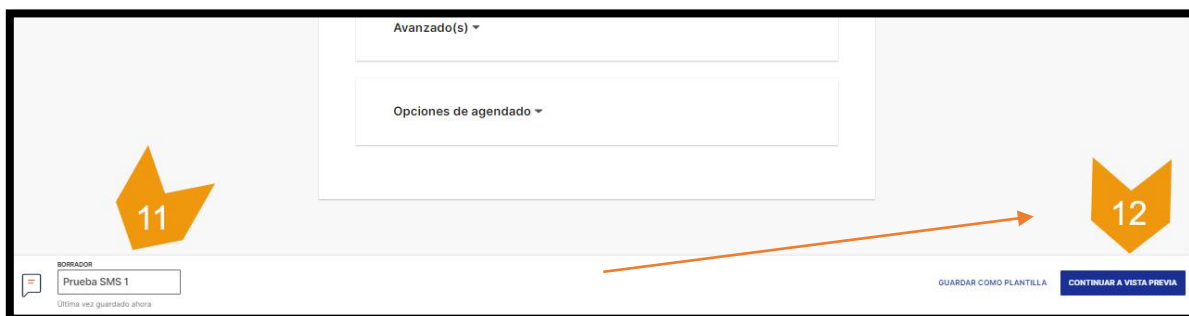 Avanzado(s)
Opciones de agendado
11
12
BORRADOR
Prueba SMS 1
GUARDAR COMO PLANTILLA
CONTINUAR A VISTA PREVIA
Última vez guardado ahora